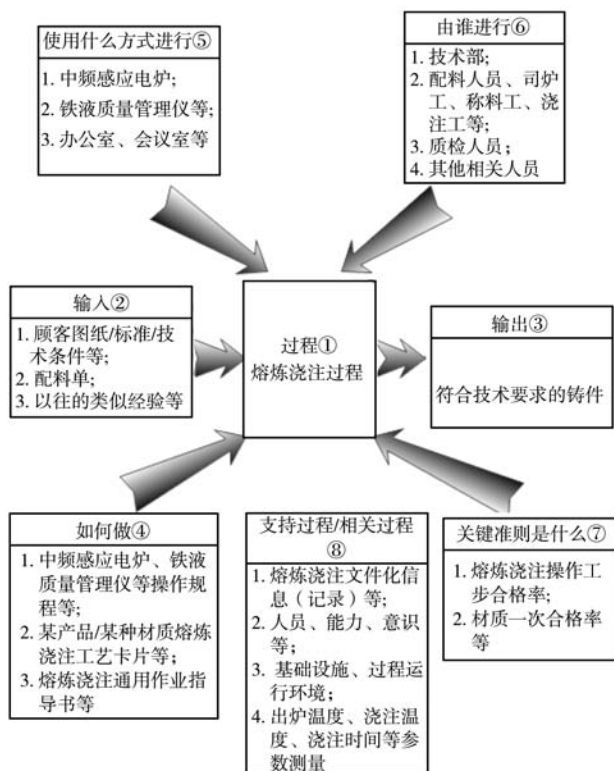 使用什么方式进行⑤
1. 中频感应电炉;
2. 铁液质量管理仪等;
3. 办公室、会议室等
由谁进行⑥
1. 技术部;
2. 配料人员、司炉
工、称料工、浇
注工等;
3. 质检人员;
4. 其他相关人员
输入②
1. 顾客图纸/标准/技
术条件等;
2. 配料单;
3. 以往的类似经验等
过程①
熔炼浇注过程
输出③
符合技术要求的铸件
如何做④
1. 中频感应电炉、铁液
质量管理仪等操作规
程等;
2. 某产品/某种材质熔炼
浇注工艺卡片等;
3. 熔炼浇注通用作业指
导书等
支持过程/相关过程
⑧
1. 熔炼浇注文件化信
息（记录）等;
2. 人员、能力、意识
等;
3. 基础设施、过程运
行环境;
4. 出炉温度、浇注温
度、浇注时间等参
数测量
关键准则是什么⑦
1. 熔炼浇注操作工
步合格率;
2. 材质一次合格率
等